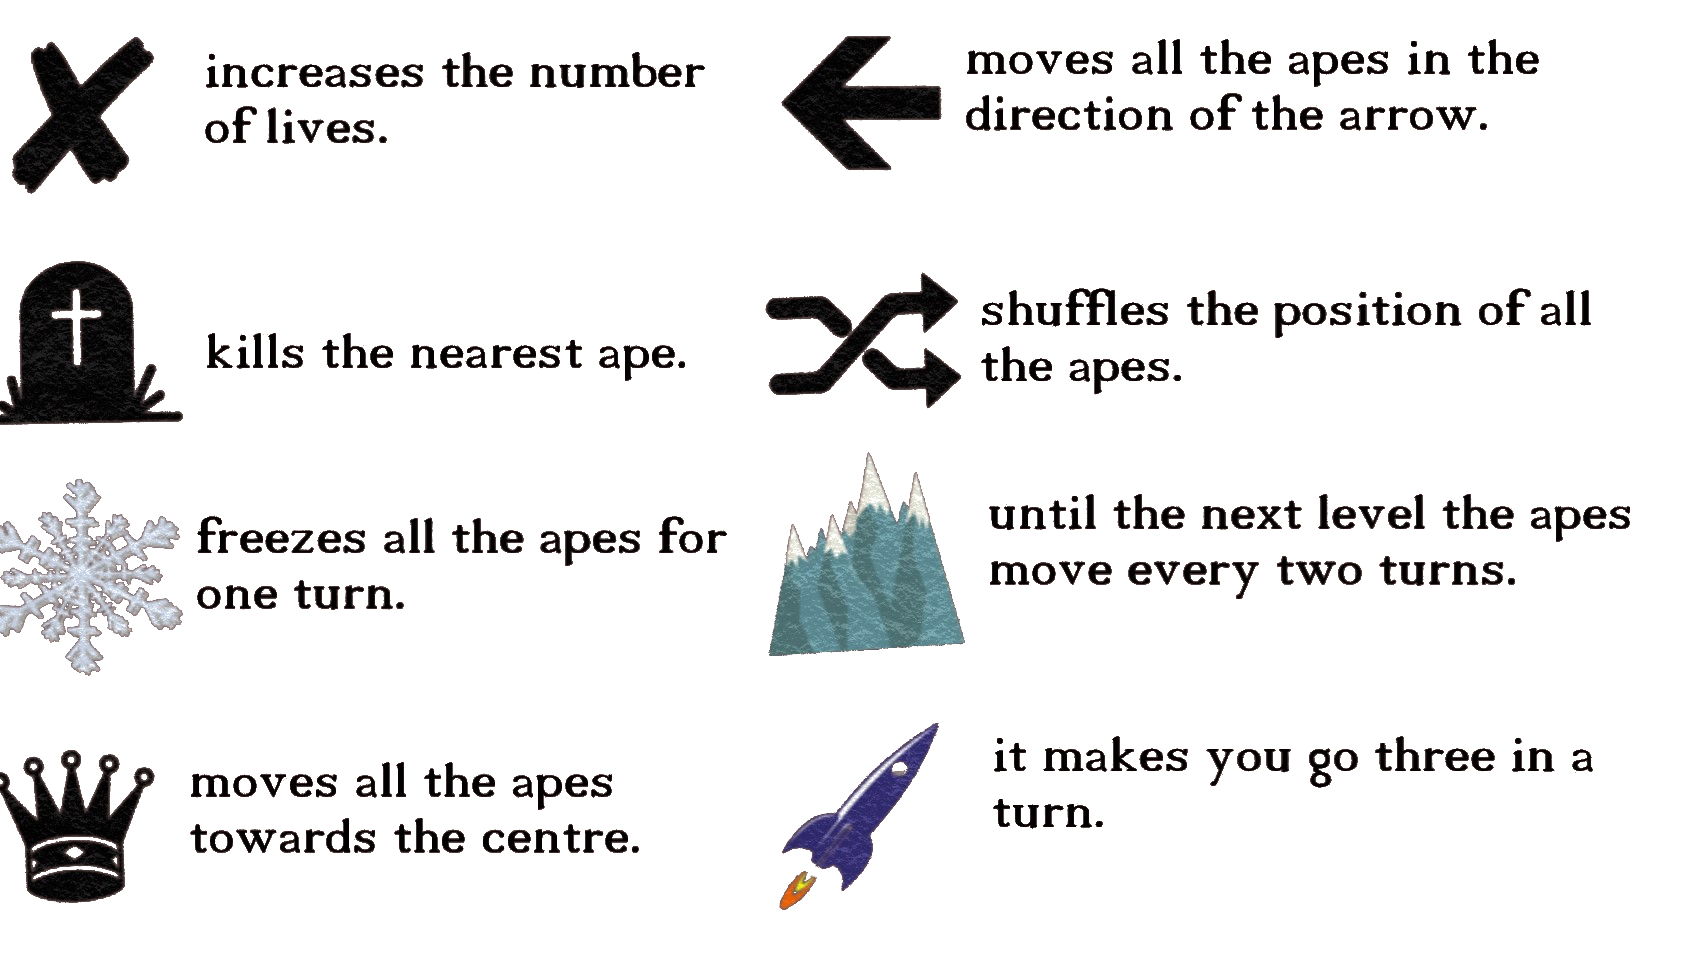 increases the number
of lives.
moves all the apes in the
direction of the arrow.
kills the nearest ape.
shuffles the position of all
the apes.
freezes all the apes for
one turn.
until the next level the apes
move every two turns.
moves all the apes
towards the centre.
it makes you go three in a
turn.